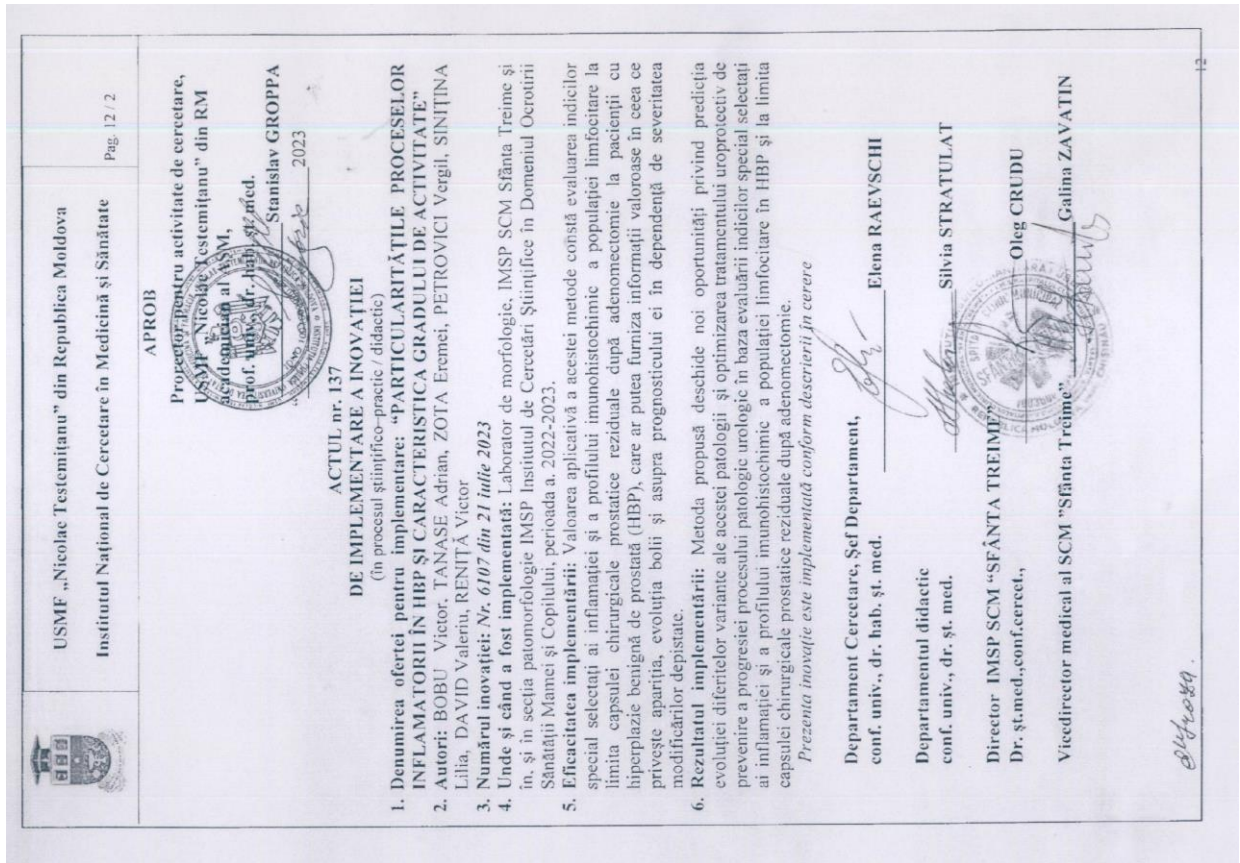 USMF „Nicolae Testemițanu” din Republica Moldova
Institutul Național de Cercetare în Medicină și Sănătate
Pag. 12 / 2
APROB
Prorector pentru activitate de cercetare,
USMF „Nicolae Testemițanu” din RM
academician al AȘM,
prof. univ., dr. hab. șt. med.
Stanislav GROPPA
2023
ACTUL nr. 137
DE IMPLEMENTARE A INOVAȚIEI
(în procesul științifico–practic / didactic)
1. Denumirea ofertei pentru implementare: “PARTICULARITĂȚILE PROCESELOR
INFLAMATORII ÎN HBP ȘI CARACTERISTICA GRADULUI DE ACTIVITATE”
2. Autori: BOBU Victor, TANASE Adrian, ZOTA Eremei, PETROVICI Vergil, SINIȚINA
Lilia, DAVID Valeriu, RENIȚĂ Victor
3. Numărul inovației: Nr. 6107 din 21 iulie 2023
4. Unde și când a fost implementată: Laborator de morfologie, IMSP SCM Sfânta Treime și
în, și în secția patomorfologie IMSP Institutul de Cercetări Științifice în Domeniul Ocrotirii
Sănătății Mamei și Copilului, perioada a. 2022-2023.
5. Eficacitatea implementării: Valoarea aplicativă a acestei metode constă evaluarea indicilor
special selectați ai inflamației și a profilului imunohistochimic a populației limfocitare la
limita capsulei chirurgicale prostatice reziduale după adenomectomie la pacienții cu
hiperplazie benignă de prostată (HBP), care ar putea furniza informații valoroase în ceea ce
privește apariția, evoluția bolii și asupra prognosticului ei în dependență de severitatea
modificărilor depistate.
6. Rezultatul implementării: Metoda propusă deschide noi oportunități privind predicția
evoluției diferitelor variante ale acestei patologii și optimizarea tratamentului uroprotectiv de
prevenire a progresiei procesului patologic urologic în baza evaluării indicilor special selectați
ai inflamației și a profilului imunohistochimic a populației limfocitare în HBP și la limita
capsulei chirurgicale prostatice reziduale după adenomectomie.
Prezenta inovație este implementată conform descrierii în cerere
Departament Cercetare, Șef Departament,
conf. univ., dr. hab. șt. med. Elena RAEVSCHI
Departamentul didactic
conf. univ., dr. șt. med. Silvia STRATULAT
Director IMSP SCM “SFÂNTA TREIME”
Dr. șt.med.,conf.cercet., Oleg CRUDU
Vicedirector medical al SCM ”Sfânta Treime” Galina ZAVATIN
12